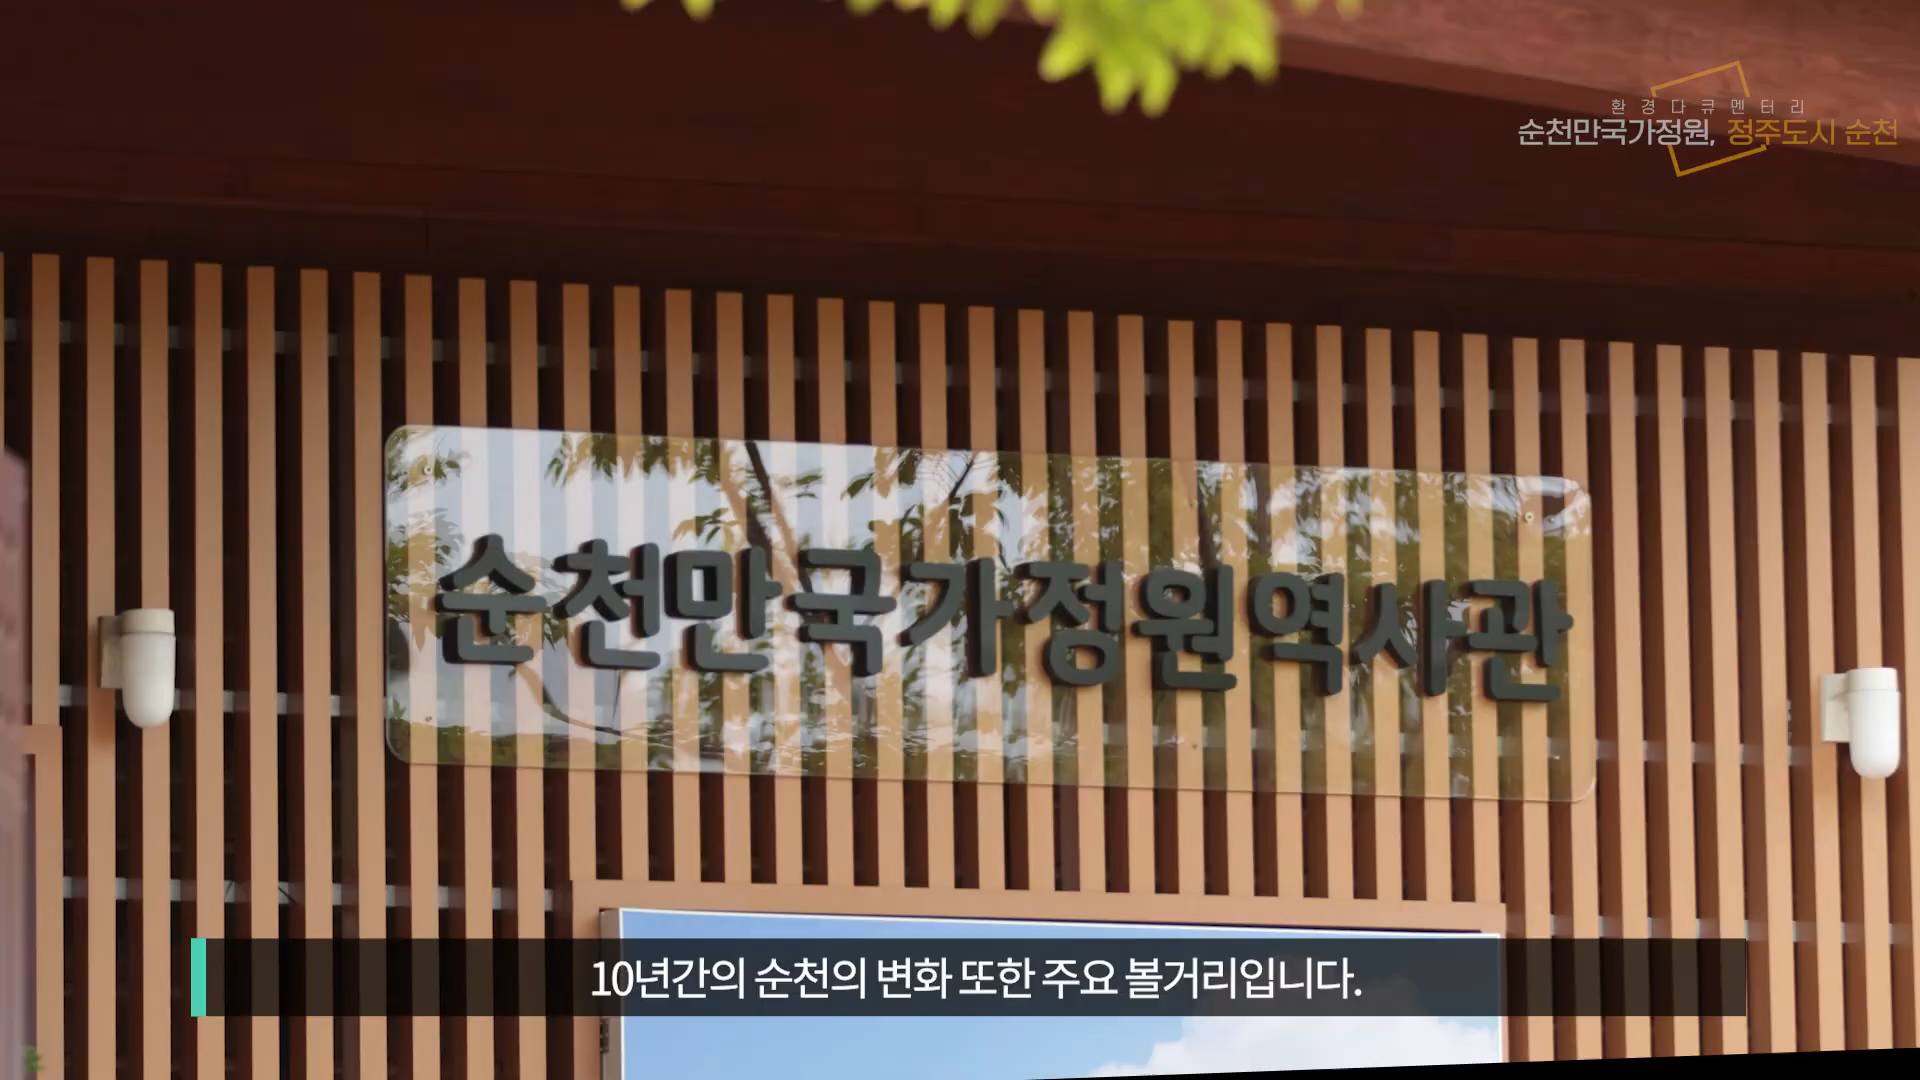 환경다큐멘터리
순천만국가정원, 정주도시 순천
순천만국가정원역사관
10년간의 순천의 변화 또한 주요 볼거리입니다.